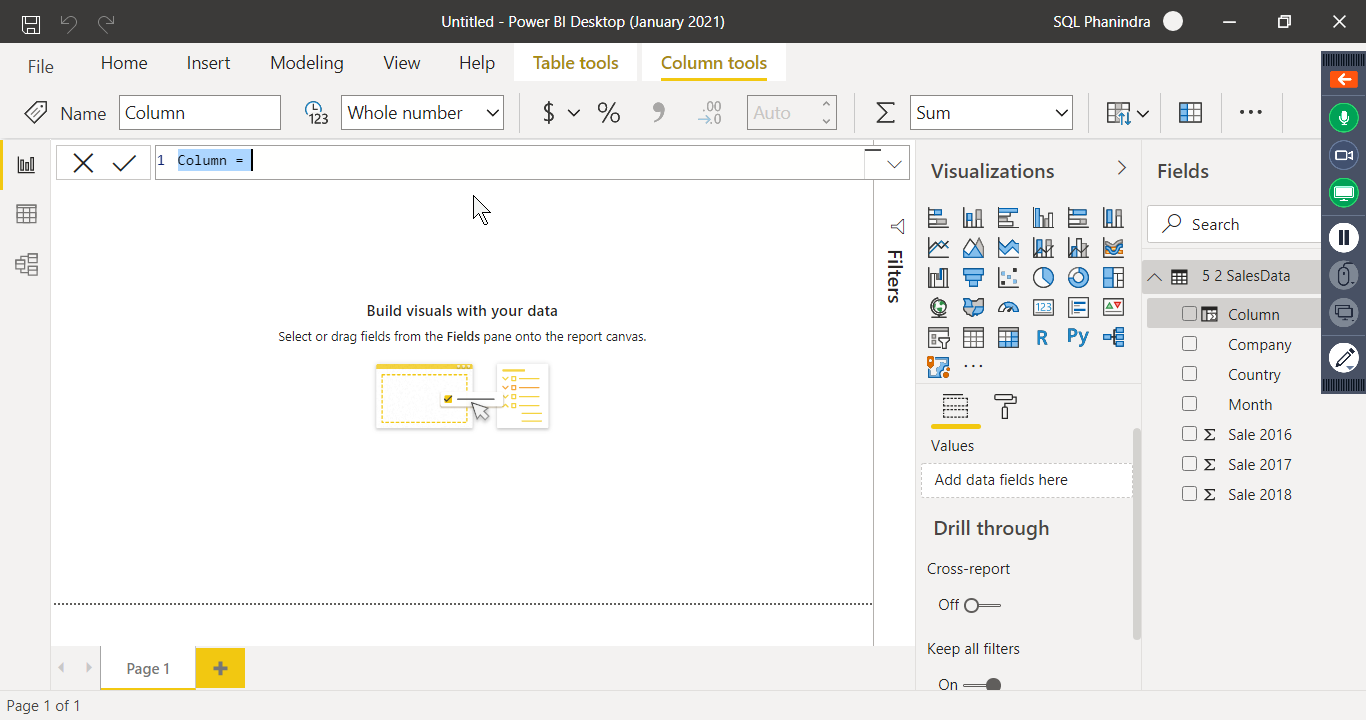 Untitled - Power BI Desktop (January 2021)
SQL Phanindra
File
Home
Insert
Modeling
View
Help
Table tools
Column tools
Name
Column
123
Whole number
$
%
.00
.0
Auto
Sum
1 Column =
Build visuals with your data
Select or drag fields from the Fields pane onto the report canvas.
Filters
Visualizations
123
R
Py
Values
Add data fields here
Drill through
Cross-report
Off
Keep all filters
On
Fields
Search
5 2 SalesData
Column
Company
Country
Month
Sale 2016
Sale 2017
Sale 2018
Page 1
Page 1 of 1